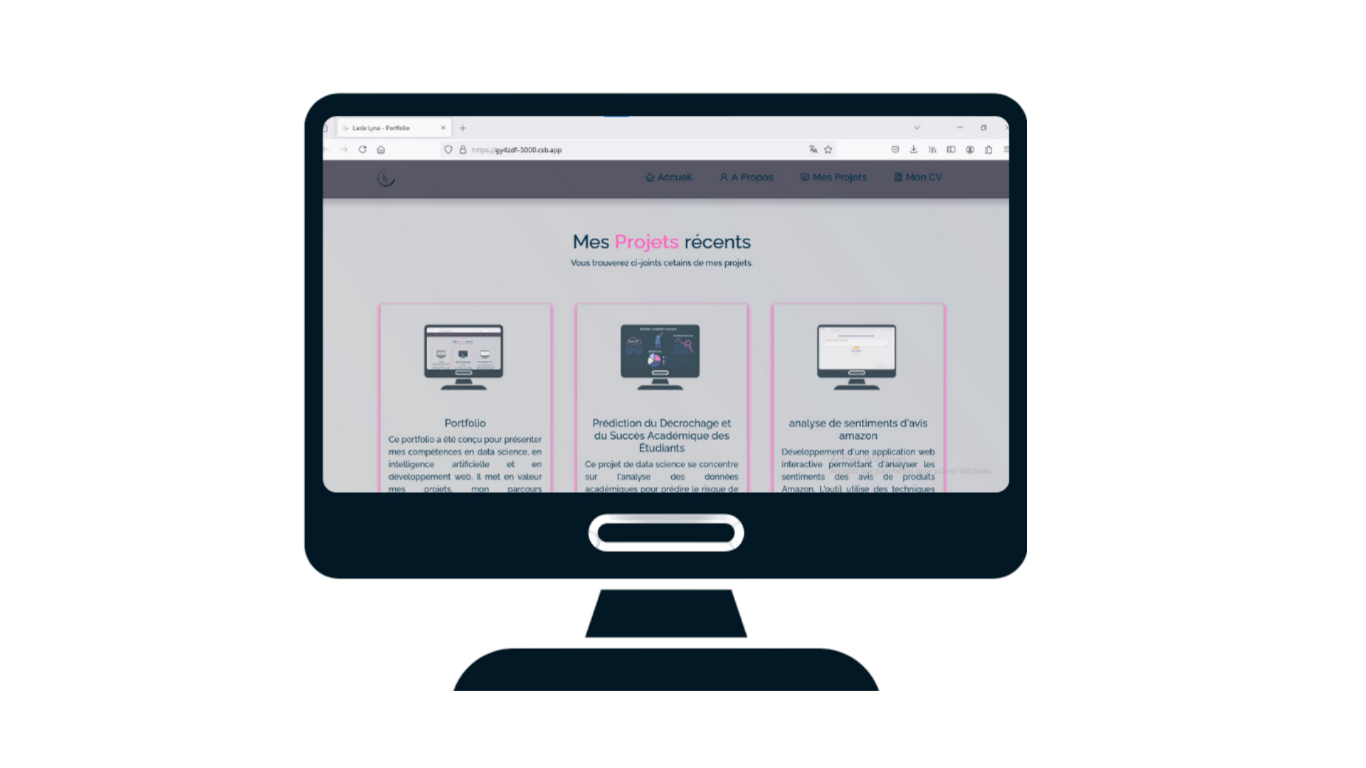 Lasla Lyna - Portfolio
https://gy4zdf-3000.csb.app
Accueil
A Propos
Mes Projets
Mon CV
Mes Projets récents
Vous trouverez ci-joints cetains de mes projets.
Portfolio
Ce portfolio a été conçu pour présenter
mes compétences en data science, en
intelligence artificielle et en
développement web. Il met en valeur
mes projets, mon parcours
Prédiction du Décrochage et
du Succès Académique des
Étudiants
Ce projet de data science se concentre
sur l'analyse des données
académiques pour prédire le risque de
analyse de sentiments d'avis
amazon
Développement d'une application web
interactive permettant d'analyser les
sentiments des avis de produits
Amazon. L'outil utilise des techniques